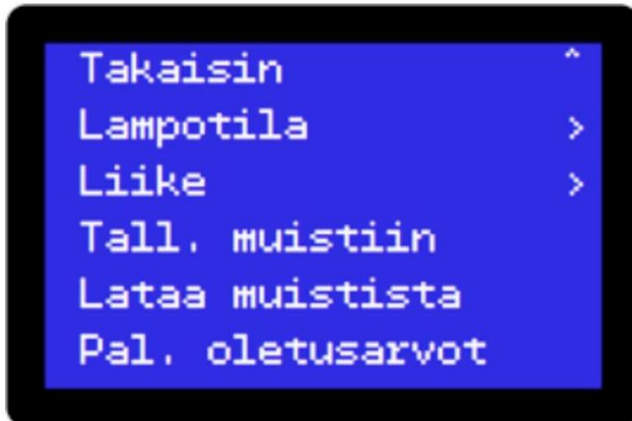 Takaisin ^
Lampotila >
Liike >
Tall. muistiin
Lataa muistista
Pal. oletusarvot